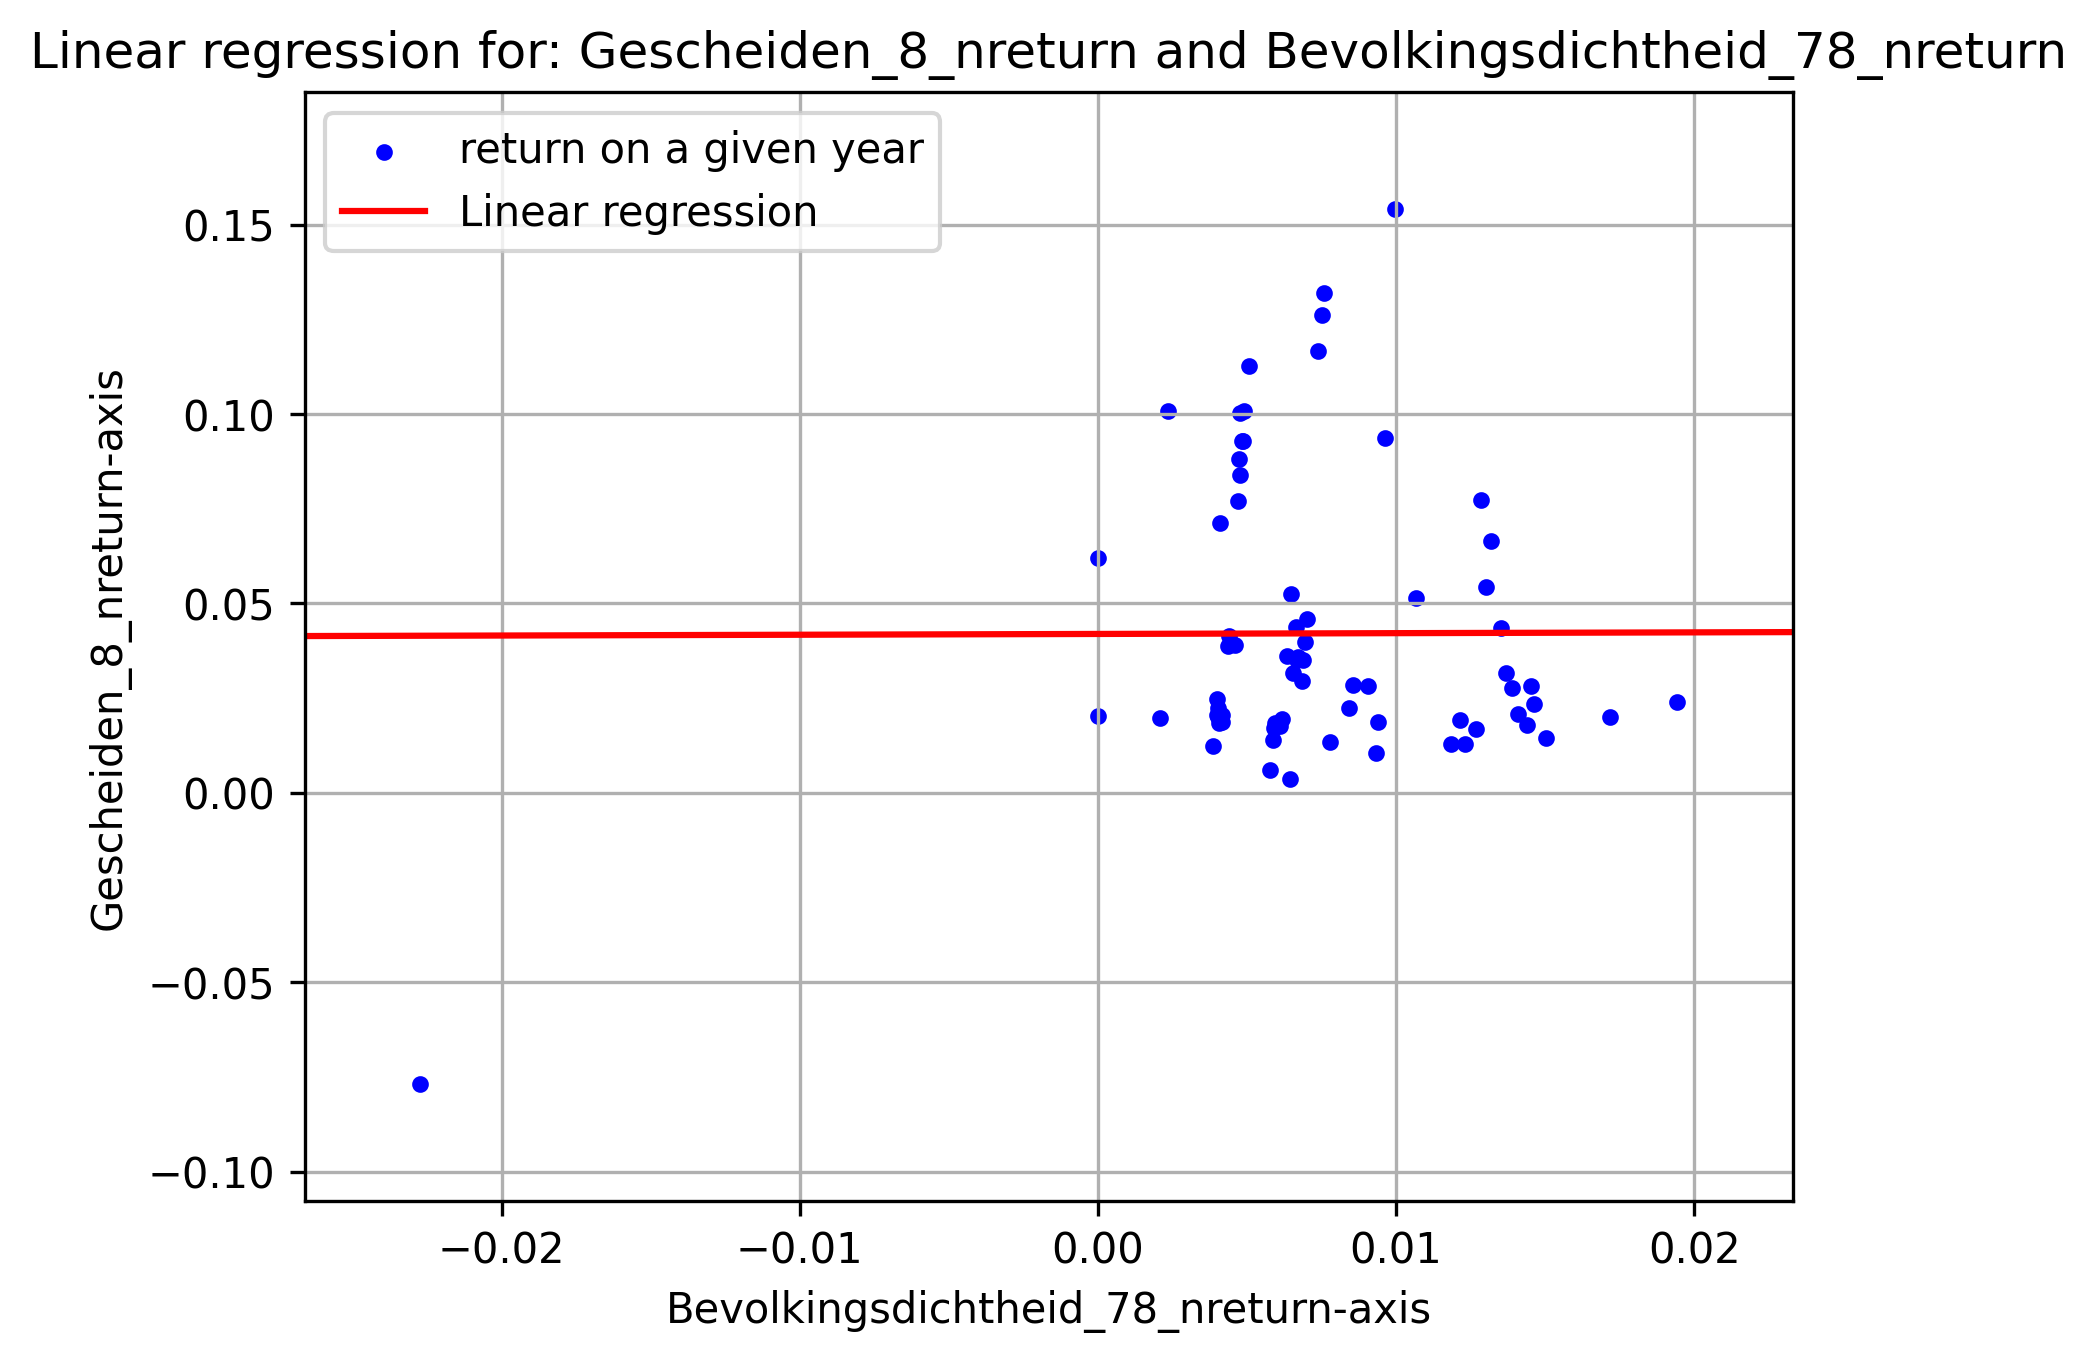 Linear regression for: Gescheiden_8_nreturn and Bevolkingsdichtheid_78_nreturn
return on a given year
Linear regression
0.15
0.10
0.05
0.00
−0.05
−0.10
Gescheiden_8_nreturn-axis
−0.02
−0.01
0.00
0.01
0.02
Bevolkingsdichtheid_78_nreturn-axis